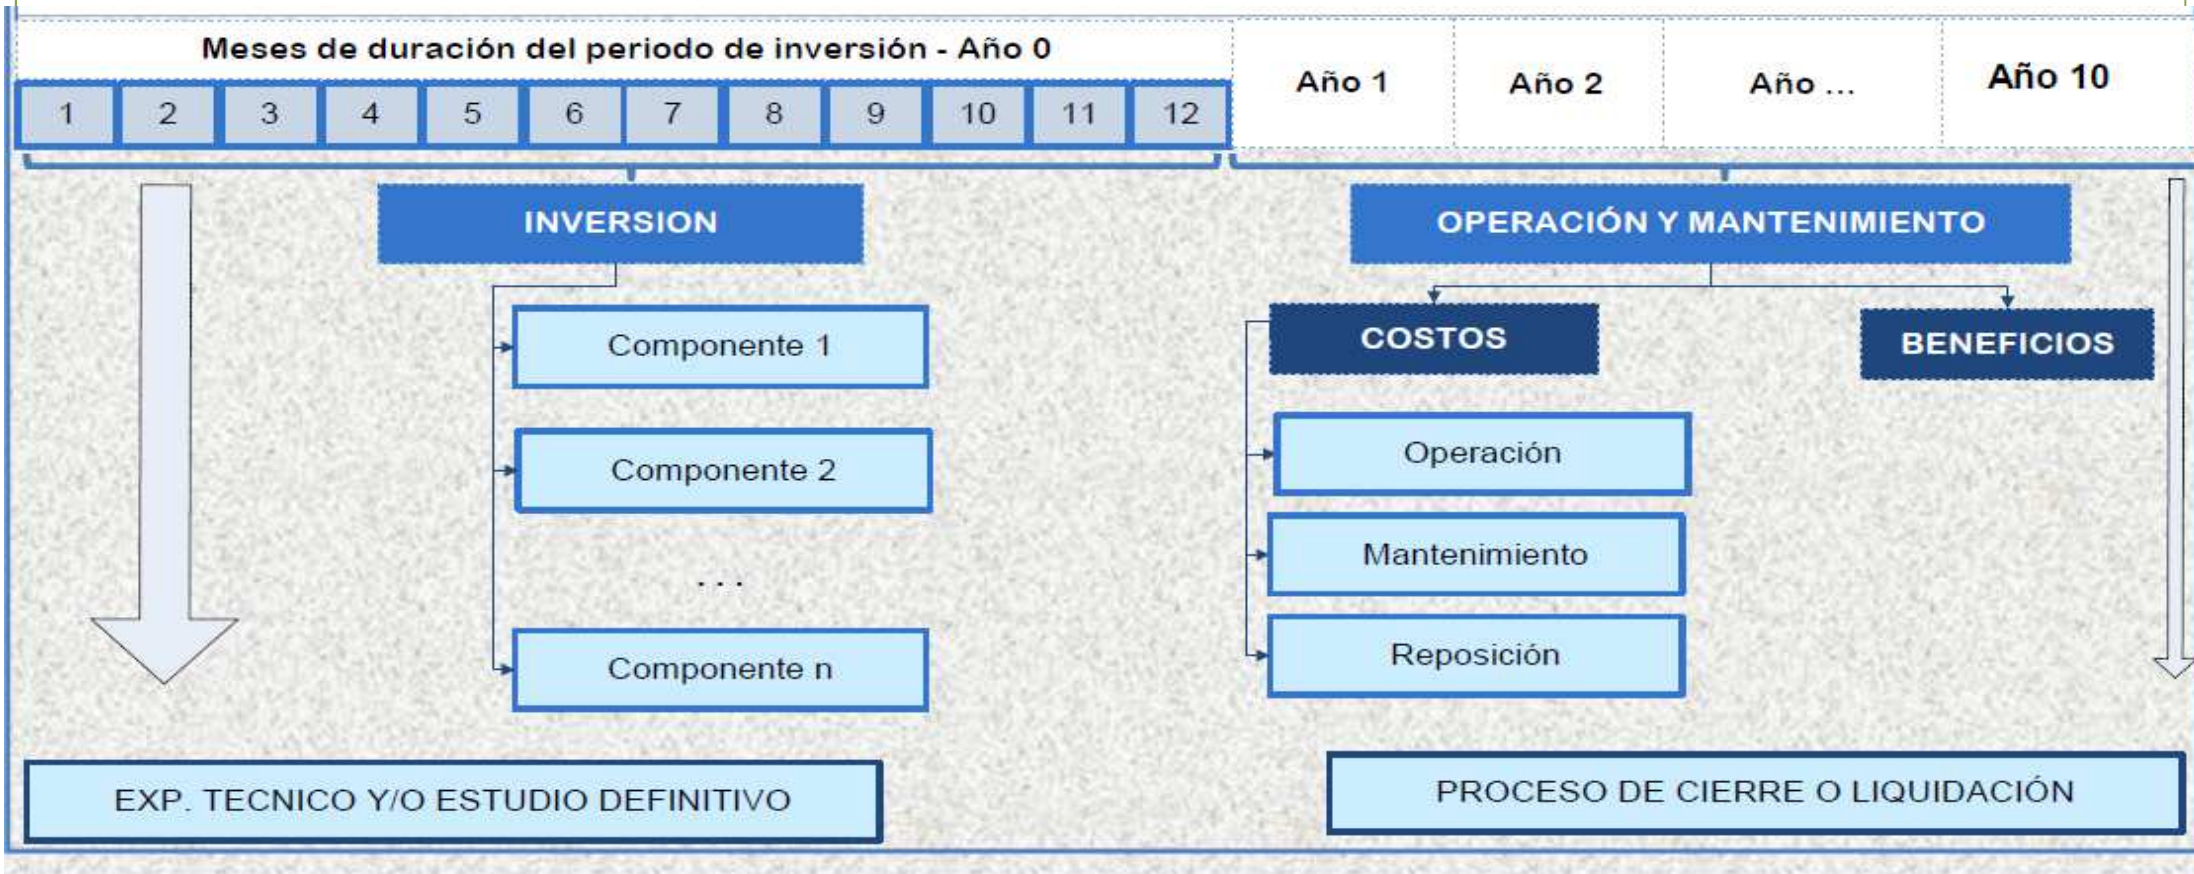 Meses de duración del periodo de inversión - Año 0
1 2 3 4 5 6 7 8 9 10 11 12
Año 1
Año 2
Año ...
Año 10
INVERSION
Componente 1
Componente 2
. . .
Componente n
EXP. TECNICO Y/O ESTUDIO DEFINITIVO
OPERACIÓN Y MANTENIMIENTO
COSTOS
Operación
Mantenimiento
Reposición
BENEFICIOS
PROCESO DE CIERRE O LIQUIDACIÓN